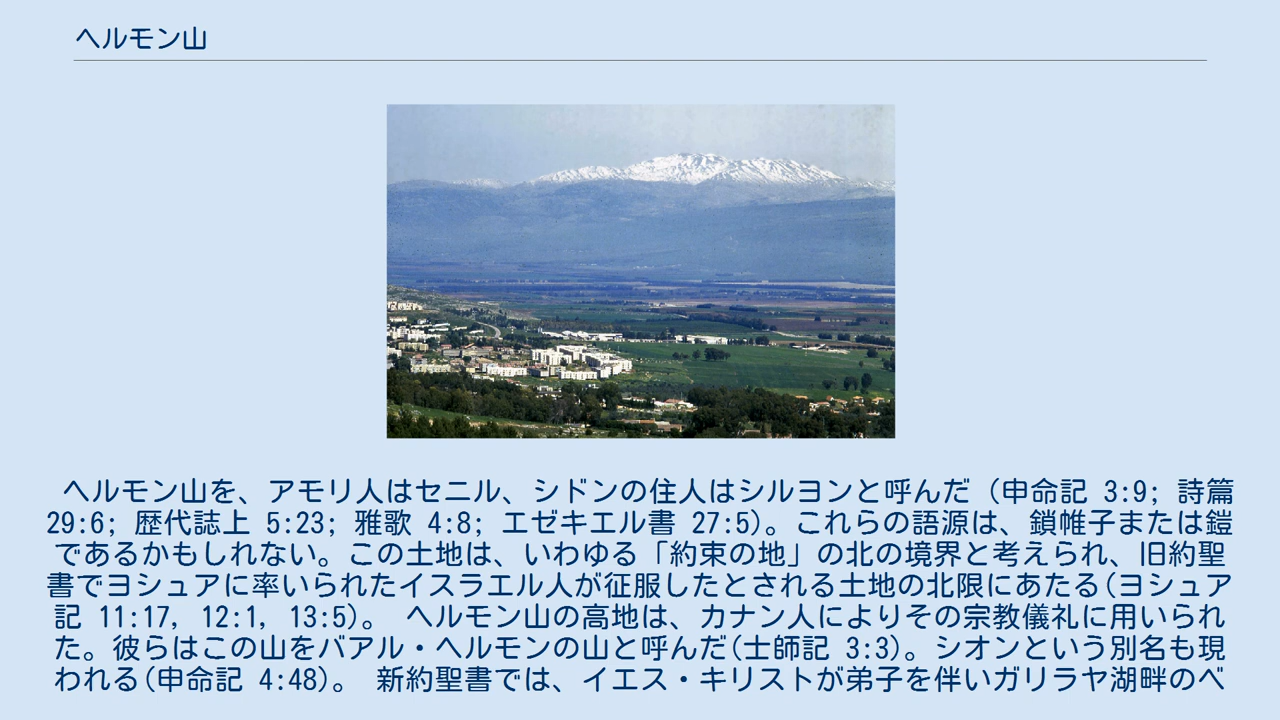 ヘルモン山
ヘルモン山を、アモリ人はセニル、シドンの住人はシルヨンと呼んだ (申命記 3:9; 詩篇
29:6; 歴代誌上 5:23; 雅歌 4:8; エゼキエル書 27:5)。これらの語源は、鎖帷子または鎧
であるかもしれない。この土地は、いわゆる「約束の地」の北の境界と考えられ、旧約聖
書でヨシュアに率いられたイスラエル人が征服したとされる土地の北限にあたる(ヨシュア
記 11:17, 12:1, 13:5)。 ヘルモン山の高地は、カナン人によりその宗教儀礼に用いられ
た。彼らはこの山をバアル・ヘルモンの山と呼んだ(士師記 3:3)。シオンという別名も現
われる(申命記 4:48)。 新約聖書では、イエス・キリストが弟子を伴いガリラヤ湖畔のベ